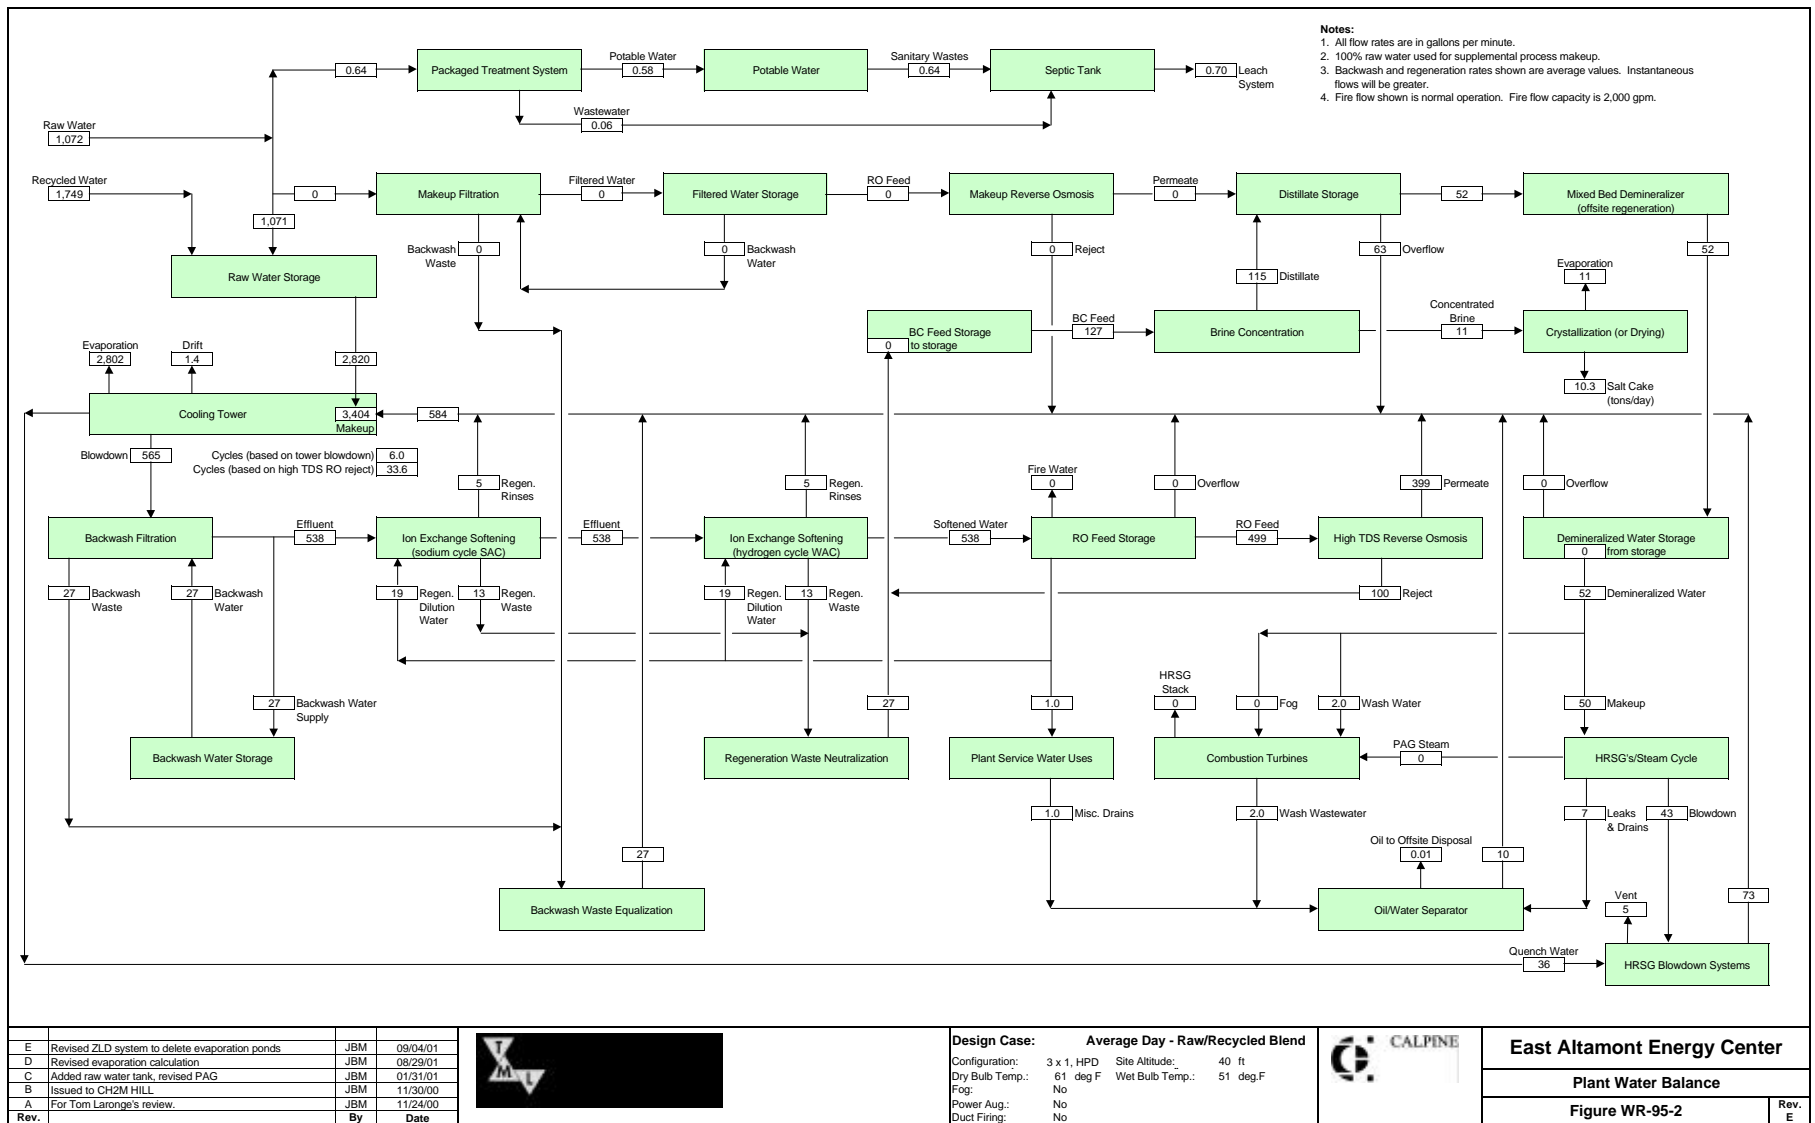 Notes:
1. All flow rates are in gallons per minute.
2. 100% raw water used for supplemental process makeup.
3. Backwash and regeneration rates shown are average values. Instantaneous
flows will be greater.
4. Fire flow shown is normal operation. Fire flow capacity is 2,000 gpm.
0.64
Packaged Treatment System
Potable Water
0.58
Potable Water
Sanitary Wastes
0.64
Septic Tank
0.70
Leach
System
Wastewater
0.06
Raw Water
1,072
Recycled Water
1,749
0
1,071
Makeup Filtration
Filtered Water
0
Filtered Water Storage
RO Feed
0
Makeup Reverse Osmosis
Permeate
0
Distillate Storage
52
Mixed Bed Demineralizer
(offsite regeneration)
Backwash
Waste
0
0
Backwash
Water
0
Reject
63
Overflow
52
Raw Water Storage
115
Distillate
Evaporation
11
BC Feed Storage
0
to storage
BC Feed
127
Brine Concentration
Concentrated
Brine
11
Crystallization (or Drying)
10.3
Salt Cake
(tons/day)
Evaporation
2,802
Drift
1.4
2,820
Cooling Tower
3,404
Makeup
584
Blowdown
565
Cycles (based on tower blowdown)
6.0
Cycles (based on high TDS RO reject)
33.6
5
Regen.
Rinses
5
Regen.
Rinses
Fire Water
0
0
Overflow
399
Permeate
0
Overflow
Backwash Filtration
Effluent
538
Ion Exchange Softening
(sodium cycle SAC)
Effluent
538
Ion Exchange Softening
(hydrogen cycle WAC)
Softened Water
538
RO Feed Storage
RO Feed
499
High TDS Reverse Osmosis
Demineralized Water Storage
0
from storage
27
Backwash
Waste
27
Backwash
Water
19
Regen.
Dilution
Water
13
Regen.
Waste
19
Regen.
Dilution
Water
13
Regen.
Waste
100
Reject
52
Demineralized Water
27
Backwash Water
Supply
27
1.0
HRSG
Stack
0
0
Fog
2.0
Wash Water
50
Makeup
Backwash Water Storage
Regeneration Waste Neutralization
Plant Service Water Uses
Combustion Turbines
PAG Steam
0
HRSG's/Steam Cycle
1.0
Misc. Drains
2.0
Wash Wastewater
7
Leaks
& Drains
43
Blowdown
27
Oil to Offsite Disposal
0.01
10
Backwash Waste Equalization
Oil/Water Separator
Vent
5
73
Quench Water
36
HRSG Blowdown Systems
E Revised ZLD system to delete evaporation ponds JBM 09/04/01
D Revised evaporation calculation JBM 08/29/01
C Added raw water tank, revised PAG JBM 01/31/01
B Issued to CH2M HILL JBM 11/30/00
A For Tom Laronge's review. JBM 11/24/00
Rev. By Date
TML
Design Case: Average Day - Raw/Recycled Blend
Configuration: 3 x 1, HPD Site Altitude: 40 ft
Dry Bulb Temp.: 61 deg F Wet Bulb Temp.: 51 deg.F
Fog: No
Power Aug.: No
Duct Firing: No
CALPINE
East Altamont Energy Center
Plant Water Balance
Figure WR-95-2
Rev.
E